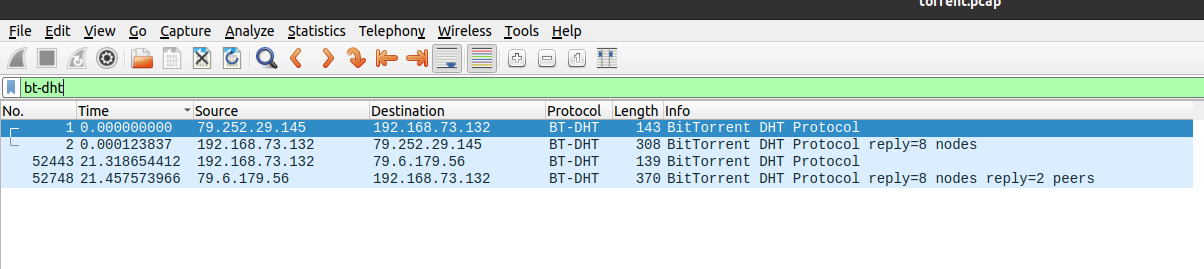 torrent.pcap
File Edit View Go Capture Analyze Statistics Telephony Wireless Tools Help
bt-dht
No. Time Source Destination Protocol Length Info
1 0.000000000 79.252.29.145 192.168.73.132 BT-DHT 143 BitTorrent DHT Protocol
2 0.000123837 192.168.73.132 79.252.29.145 BT-DHT 308 BitTorrent DHT Protocol reply=8 nodes
52443 21.318654412 192.168.73.132 79.6.179.56 BT-DHT 139 BitTorrent DHT Protocol
52748 21.457573966 79.6.179.56 192.168.73.132 BT-DHT 370 BitTorrent DHT Protocol reply=8 nodes reply=2 peers